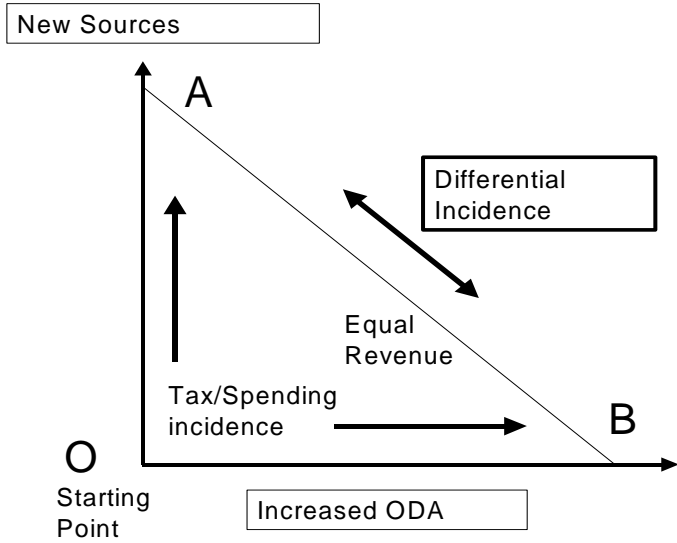 New Sources
A
Differential
Incidence
Equal
Revenue
Tax/Spending
incidence
B
O
Starting
Point
Increased ODA